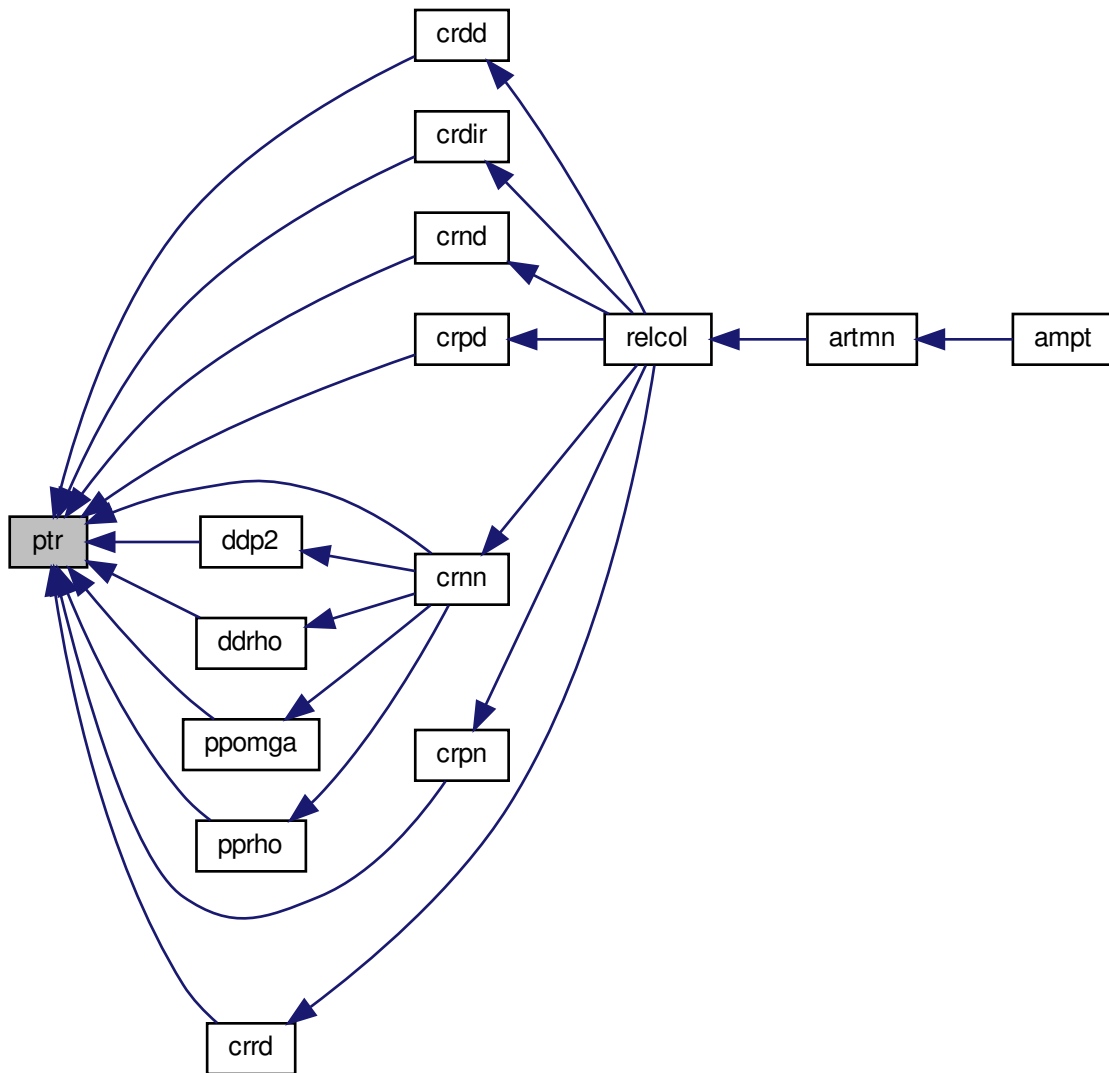 crdd
crdir
crnd
crpd
relcol
artmn
ampt
ptr
ddp2
crnn
ddrho
ppomga
crpn
pprho
crrd